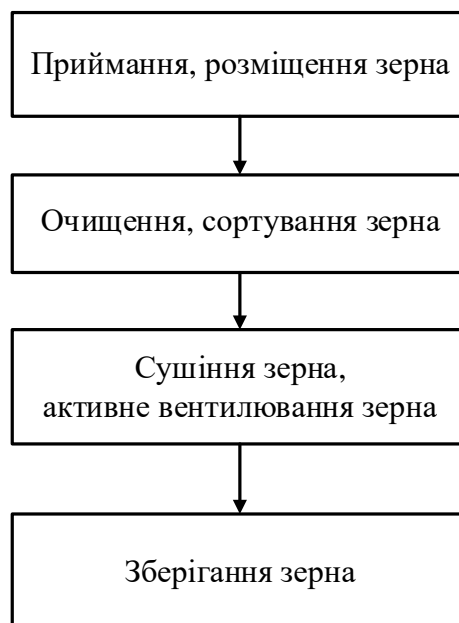 Приймання, розміщення зерна
Очищення, сортування зерна
Сушіння зерна,
активне вентилювання зерна
Зберігання зерна